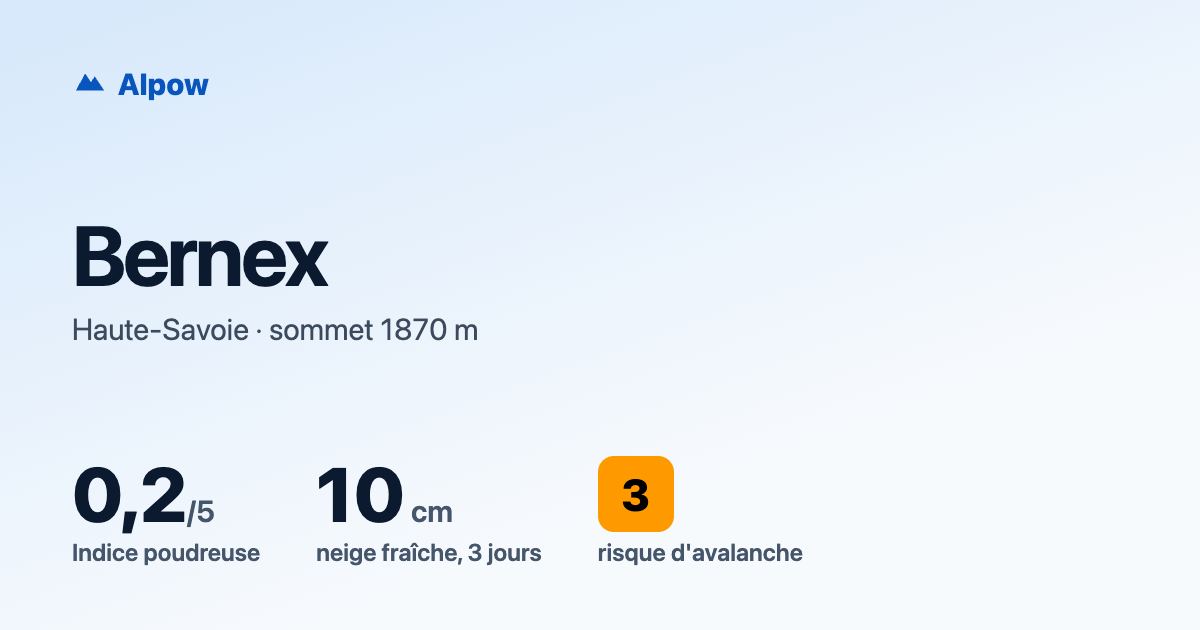 Alpow
Bernex
Haute-Savoie · sommet 1870 m
0,2/5
Indice poudreuse
10 cm
neige fraîche, 3 jours
3
risque d'avalanche